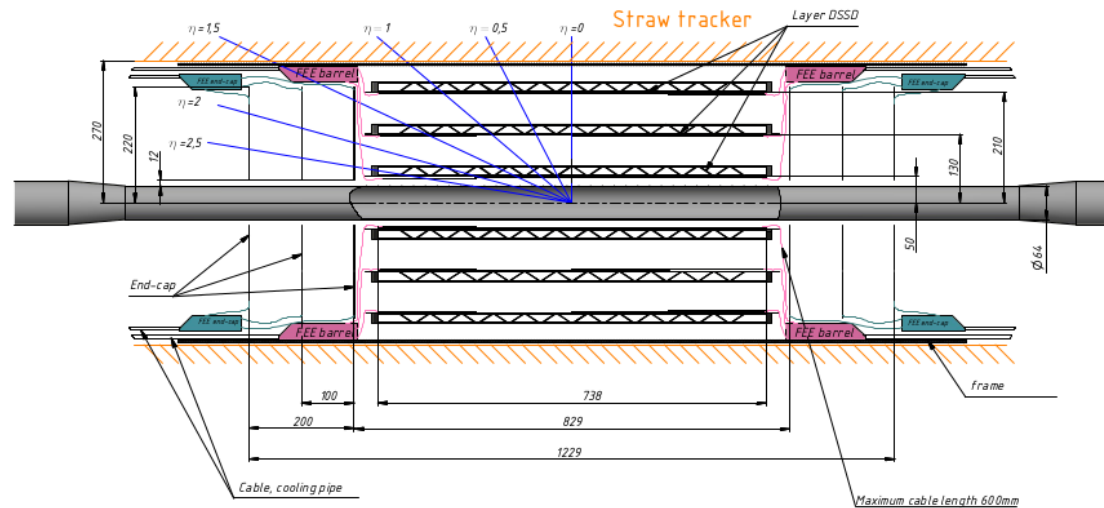 Straw tracker
Layer DSSD
η=1,5
η=1
η=0,5
η=0
FEE barrel
FEE barrel
FEE end-cap
FEE end-cap
η=2
η=2,5
270
220
12
210
130
50
Ø64
End-cap
FEE end-cap
FEE barrel
FEE barrel
FEE end-cap
frame
100
738
200
829
1229
Cable, cooling pipe
Maximum cable length 600mm